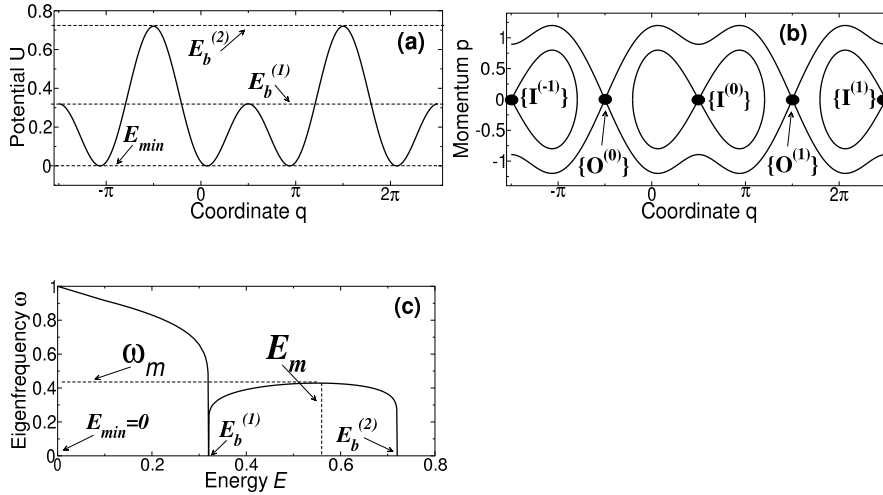 (a)
Potential U
0.8
0.6
0.4
0.2
0
E_b^(2)
E_b^(1)
E_min
-π
0
π
2π
Coordinate q
(b)
Momentum p
1
0.5
0
-0.5
-1
{I^(-1)}
{I^(0)}
{I^(1)}
{O^(0)}
{O^(1)}
-π
0
π
2π
Coordinate q
(c)
Eigenfrequency ω
1
0.8
0.6
0.4
0.2
0
ω_m
E_m
E_min=0
E_b^(1)
E_b^(2)
0
0.2
0.4
0.6
0.8
Energy E